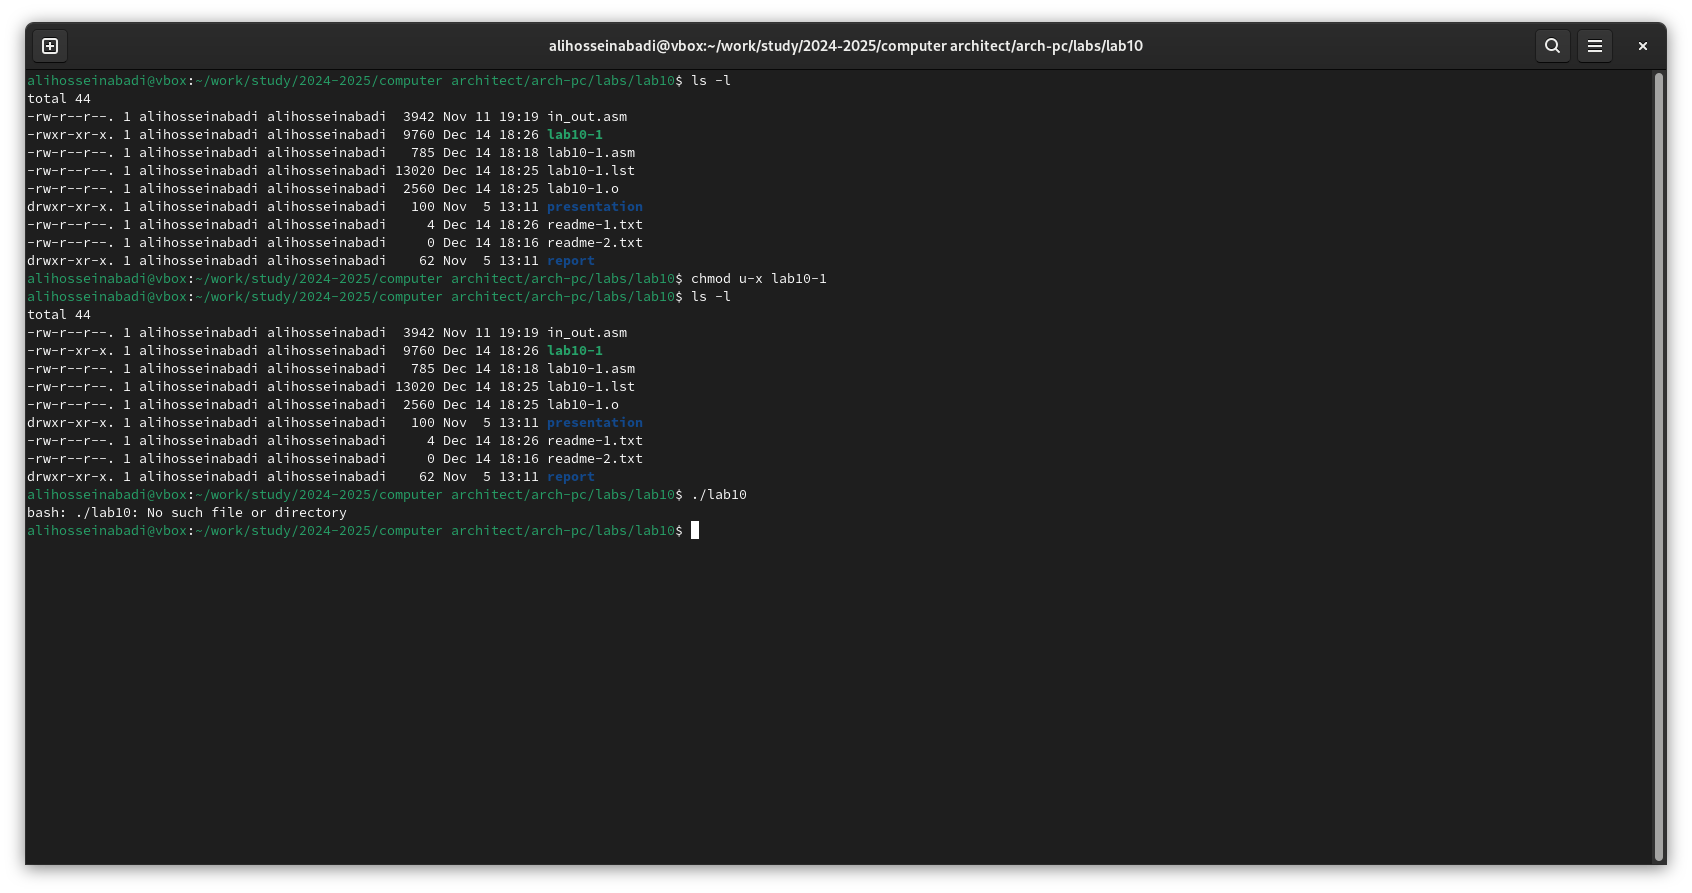 alihosseinabadi@vbox:~/work/study/2024-2025/computer architect/arch-pc/labs/lab10
alihosseinabadi@vbox:~/work/study/2024-2025/computer architect/arch-pc/labs/lab10$ ls -l
total 44
-rw-r--r--. 1 alihosseinabadi alihosseinabadi  3942 Nov 11 19:19 in_out.asm
-rwxr-xr-x. 1 alihosseinabadi alihosseinabadi  9760 Dec 14 18:26 lab10-1
-rw-r--r--. 1 alihosseinabadi alihosseinabadi   785 Dec 14 18:18 lab10-1.asm
-rw-r--r--. 1 alihosseinabadi alihosseinabadi 13020 Dec 14 18:25 lab10-1.lst
-rw-r--r--. 1 alihosseinabadi alihosseinabadi  2560 Dec 14 18:25 lab10-1.o
drwxr-xr-x. 1 alihosseinabadi alihosseinabadi   100 Nov  5 13:11 presentation
-rw-r--r--. 1 alihosseinabadi alihosseinabadi     4 Dec 14 18:26 readme-1.txt
-rw-r--r--. 1 alihosseinabadi alihosseinabadi     0 Dec 14 18:16 readme-2.txt
drwxr-xr-x. 1 alihosseinabadi alihosseinabadi    62 Nov  5 13:11 report
alihosseinabadi@vbox:~/work/study/2024-2025/computer architect/arch-pc/labs/lab10$ chmod u-x lab10-1
alihosseinabadi@vbox:~/work/study/2024-2025/computer architect/arch-pc/labs/lab10$ ls -l
total 44
-rw-r--r--. 1 alihosseinabadi alihosseinabadi  3942 Nov 11 19:19 in_out.asm
-rw-r-xr-x. 1 alihosseinabadi alihosseinabadi  9760 Dec 14 18:26 lab10-1
-rw-r--r--. 1 alihosseinabadi alihosseinabadi   785 Dec 14 18:18 lab10-1.asm
-rw-r--r--. 1 alihosseinabadi alihosseinabadi 13020 Dec 14 18:25 lab10-1.lst
-rw-r--r--. 1 alihosseinabadi alihosseinabadi  2560 Dec 14 18:25 lab10-1.o
drwxr-xr-x. 1 alihosseinabadi alihosseinabadi   100 Nov  5 13:11 presentation
-rw-r--r--. 1 alihosseinabadi alihosseinabadi     4 Dec 14 18:26 readme-1.txt
-rw-r--r--. 1 alihosseinabadi alihosseinabadi     0 Dec 14 18:16 readme-2.txt
drwxr-xr-x. 1 alihosseinabadi alihosseinabadi    62 Nov  5 13:11 report
alihosseinabadi@vbox:~/work/study/2024-2025/computer architect/arch-pc/labs/lab10$ ./lab10
bash: ./lab10: No such file or directory
alihosseinabadi@vbox:~/work/study/2024-2025/computer architect/arch-pc/labs/lab10$